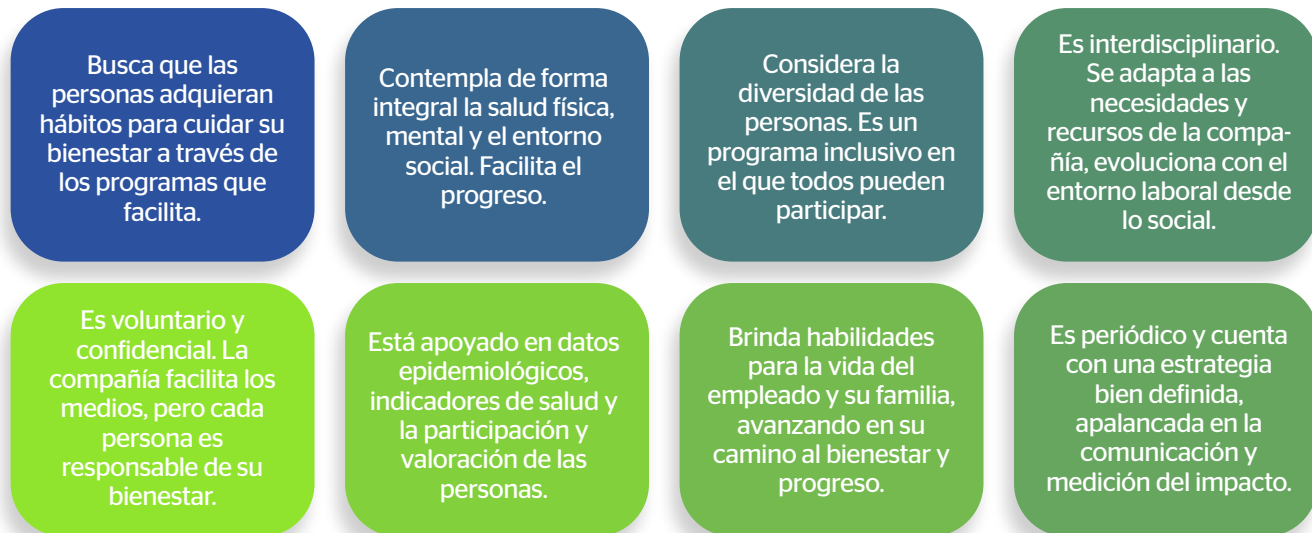 Busca que las
personas adquieran
hábitos para cuidar su
bienestar a través de
los programas que
facilita.
Contempla de forma
integral la salud física,
mental y el entorno
social. Facilita el
progreso.
Considera la
diversidad de las
personas. Es un
programa inclusivo en
el que todos pueden
participar.
Es interdisciplinario.
Se adapta a las
necesidades y
recursos de la compa-
ñía, evoluciona con el
entorno laboral desde
lo social.
Es voluntario y
confidencial. La
compañía facilita los
medios, pero cada
persona es
responsable de su
bienestar.
Está apoyado en datos
epidemiológicos,
indicadores de salud y
la participación y
valoración de las
personas.
Brinda habilidades
para la vida del
empleado y su familia,
avanzando en su
camino al bienestar y
progreso.
Es periódico y cuenta
con una estrategia
bien definida,
apalancada en la
comunicación y
medición del impacto.